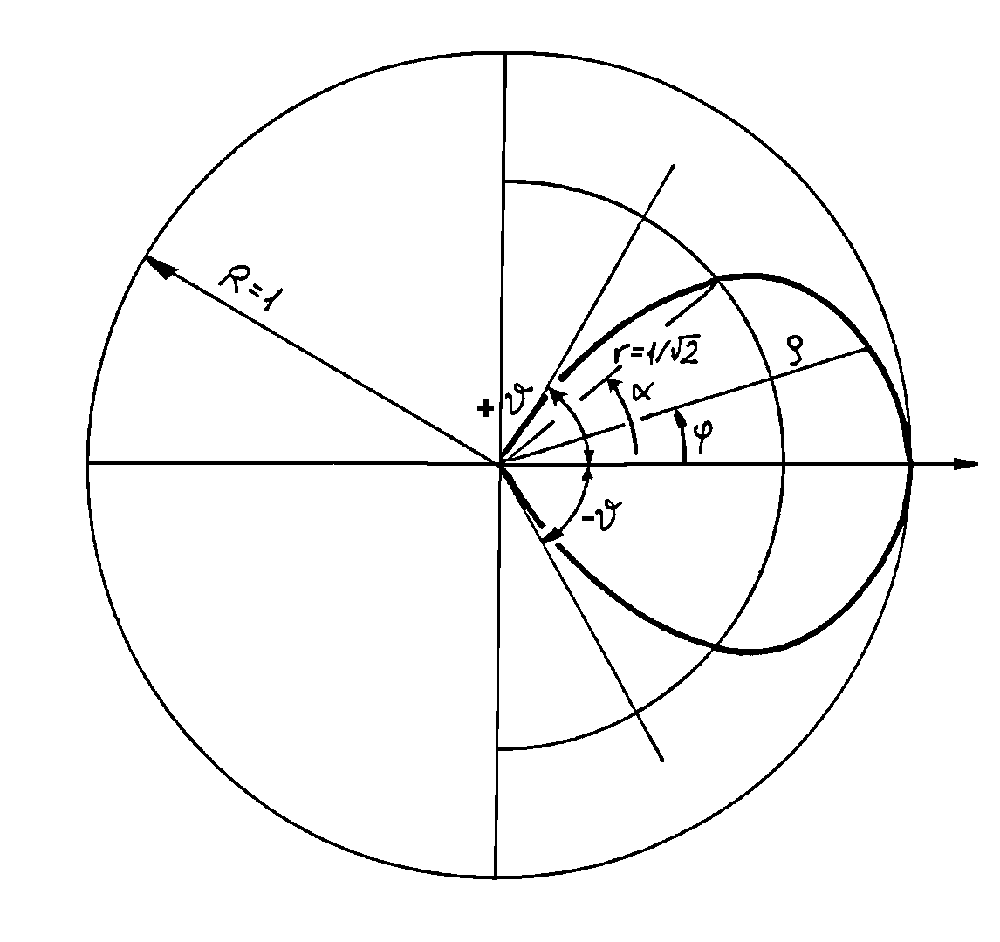 R=1
r=1/√2
ρ
+ϑ
α
φ
-ϑ